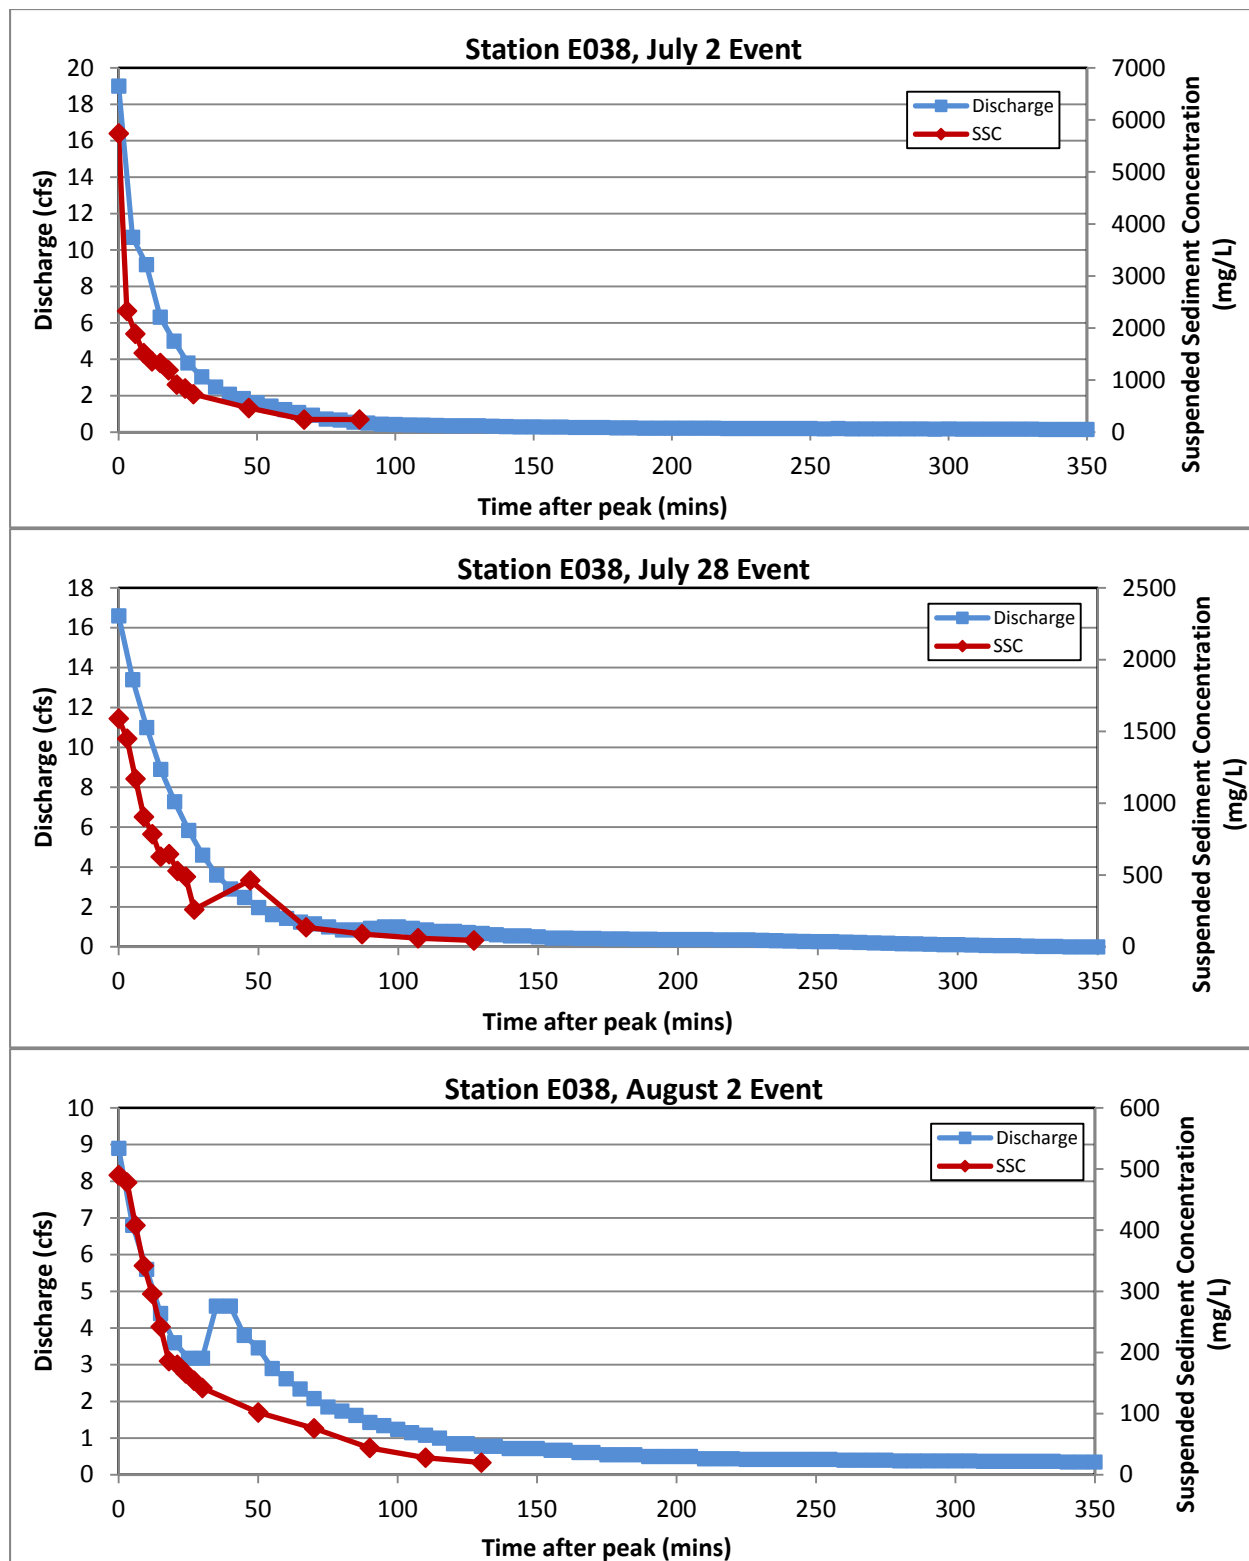 Station E038, July 2 Event
20
18
16
14
12
10
8
6
4
2
0
Discharge (cfs)
7000
6000
5000
4000
3000
2000
1000
0
Suspended Sediment Concentration
(mg/L)
Discharge
SSC
0 50 100 150 200 250 300 350
Time after peak (mins)
Station E038, July 28 Event
18
16
14
12
10
8
6
4
2
0
Discharge (cfs)
2500
2000
1500
1000
500
0
Suspended Sediment Concentration
(mg/L)
Discharge
SSC
0 50 100 150 200 250 300 350
Time after peak (mins)
Station E038, August 2 Event
10
9
8
7
6
5
4
3
2
1
0
Discharge (cfs)
600
500
400
300
200
100
0
Suspended Sediment Concentration
(mg/L)
Discharge
SSC
0 50 100 150 200 250 300 350
Time after peak (mins)